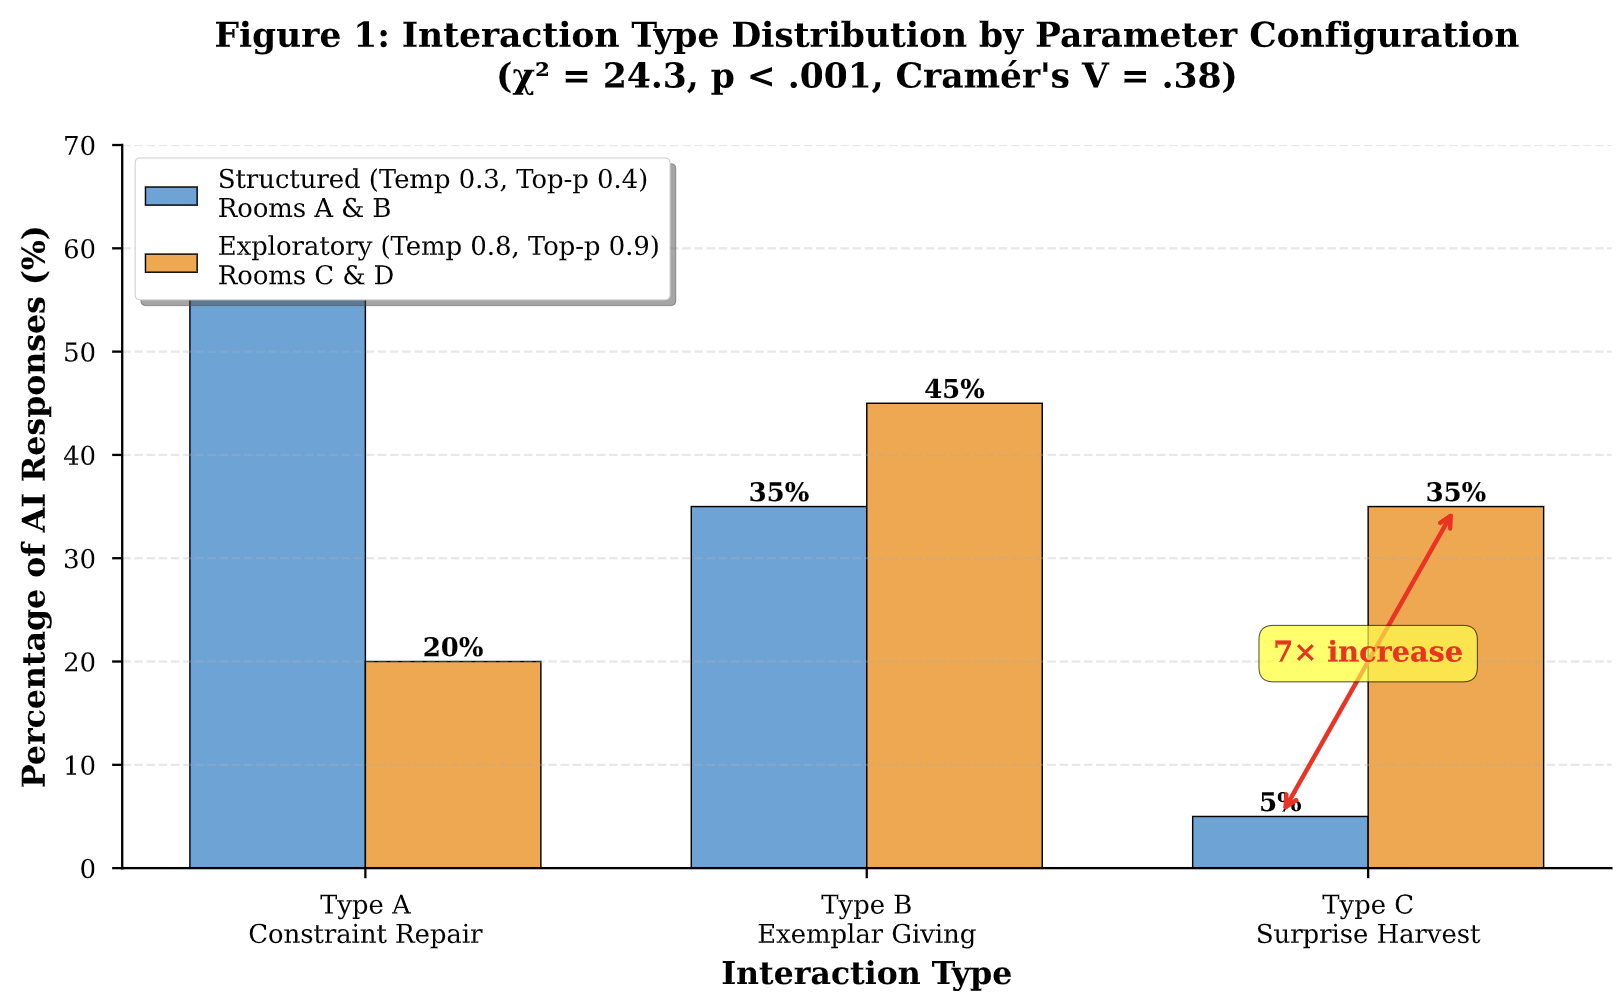 Figure 1: Interaction Type Distribution by Parameter Configuration
(χ² = 24.3, p < .001, Cramér's V = .38)
Percentage of AI Responses (%)
70
60
50
40
30
20
10
0
Structured (Temp 0.3, Top-p 0.4)
Rooms A & B
Exploratory (Temp 0.8, Top-p 0.9)
Rooms C & D
20%
35%
45%
5%
35%
7× increase
Type A
Constraint Repair
Type B
Exemplar Giving
Type C
Surprise Harvest
Interaction Type